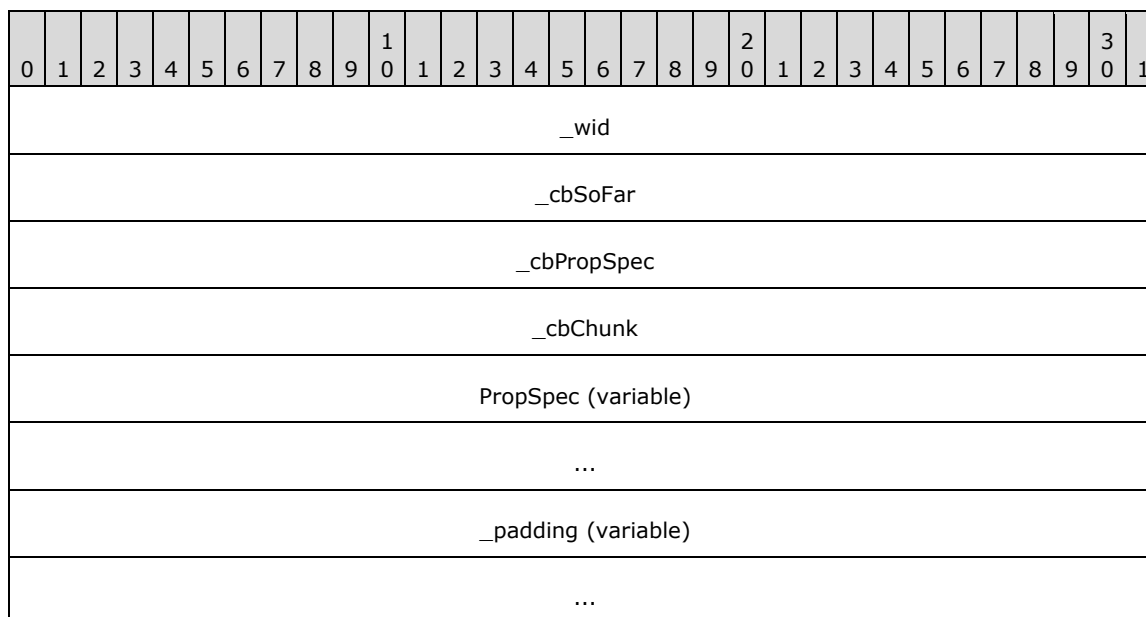 1 2 3
0 1 2 3 4 5 6 7 8 9 0 1 2 3 4 5 6 7 8 9 0 1 2 3 4 5 6 7 8 9 0 1
_wid
_cbSoFar
_cbPropSpec
_cbChunk
PropSpec (variable)
...
_padding (variable)
...